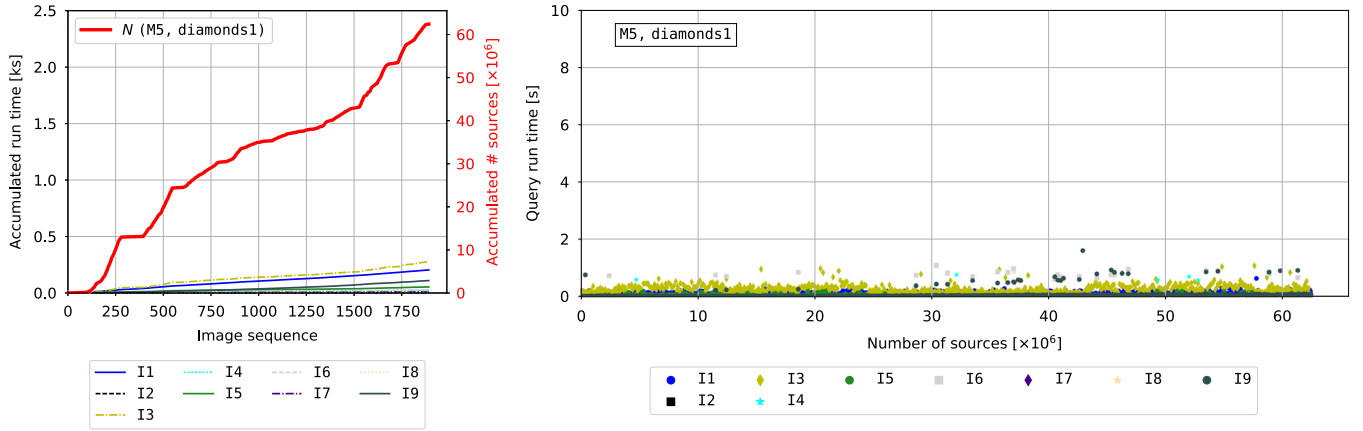 N (M5, diamonds1)
Accumulated run time [ks]
2.5
2.0
1.5
1.0
0.5
0.0
0 250 500 750 1000 1250 1500 1750
Image sequence
60
50
40
30
20
10
0
Accumulated # sources [×10⁶]
I1 I4 I6 I8
I2 I5 I7 I9
I3
M5, diamonds1
Query run time [s]
10
8
6
4
2
0
0 10 20 30 40 50 60
Number of sources [×10⁶]
I1 I3 I5 I6 I7 I8 I9
I2 I4